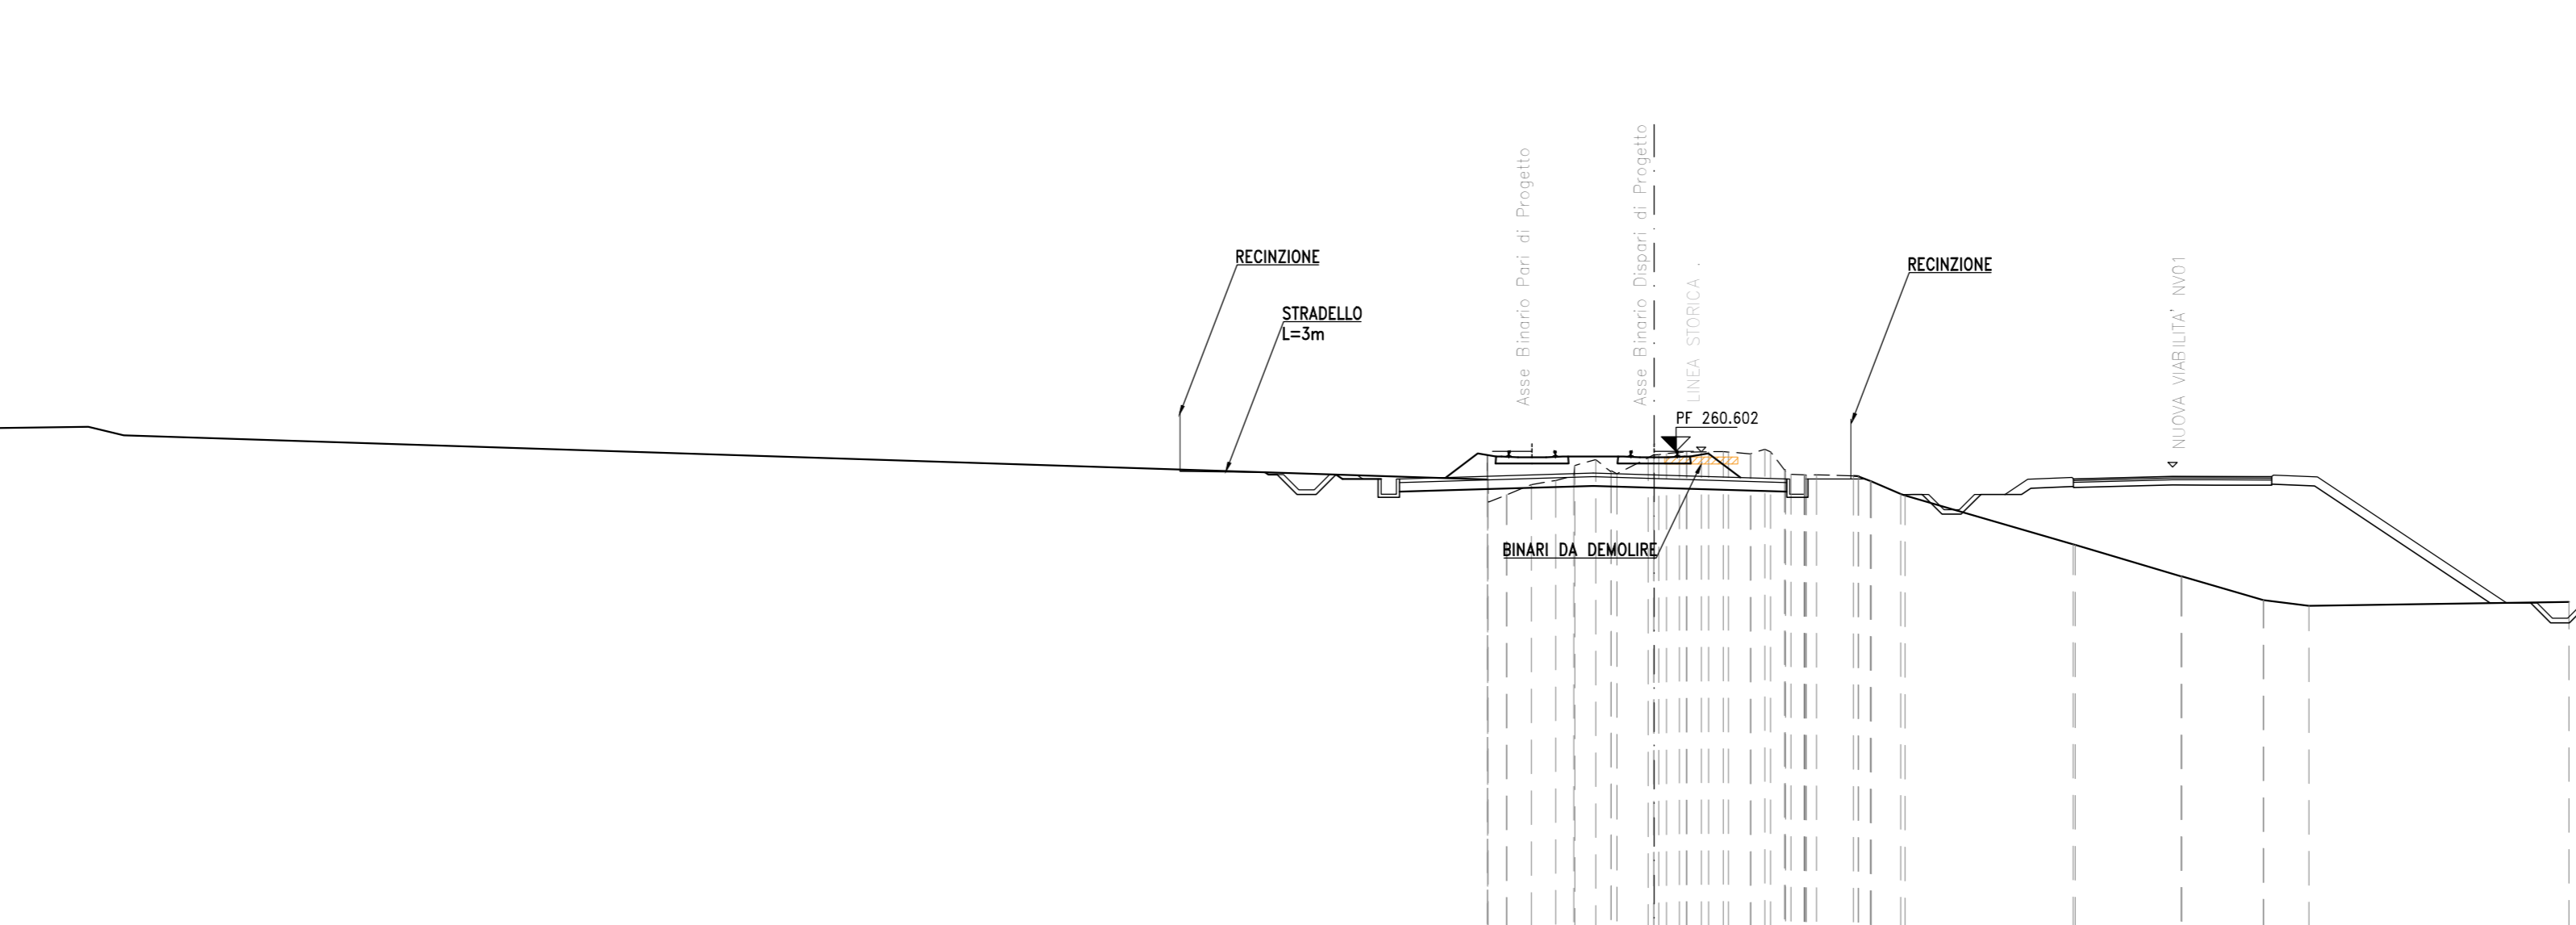 Asse Binario Pari di Progetto
Asse Binario Dispari di Progetto
LINEA STORICA .
NUOVA VIABILITA' NV01
RECINZIONE
RECINZIONE
STRADELLO
L=3m
PF 260.602
BINARI DA DEMOLIRE